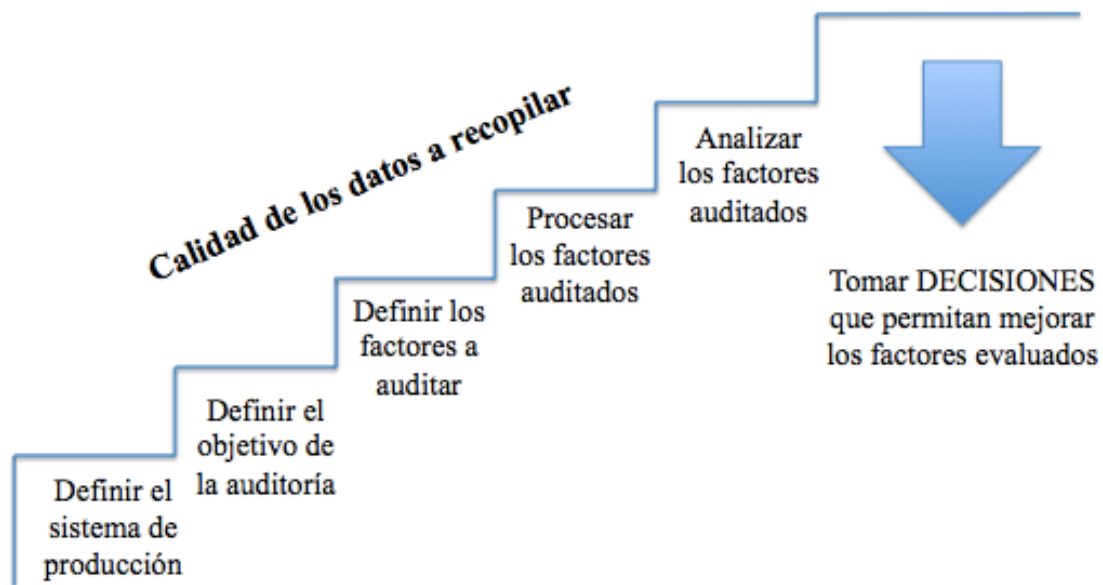 Calidad de los datos a recopilar
Definir el
sistema de
producción
Definir el
objetivo de
la auditoría
Definir los
factores a
auditar
Procesar
los factores
auditados
Analizar
los factores
auditados
Tomar DECISIONES
que permitan mejorar
los factores evaluados